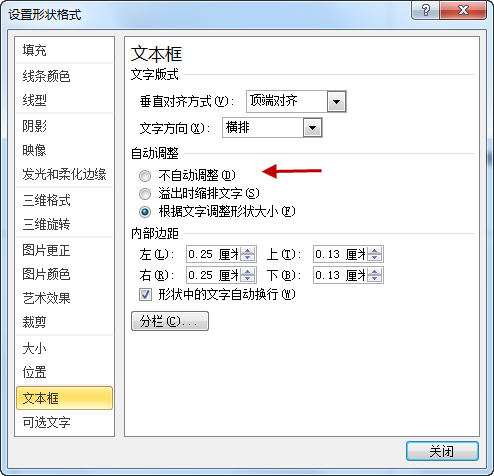 设置形状格式
填充
线条颜色
线型
阴影
映像
发光和柔化边缘
三维格式
三维旋转
图片更正
图片颜色
艺术效果
裁剪
大小
位置
文本框
可选文字
文本框
文字版式
垂直对齐方式(V): 顶端对齐
文字方向(X): 横排
自动调整
不自动调整(D)
溢出时缩排文字(S)
根据文字调整形状大小(F)
内部边距
左(L): 0.25 厘米 上(T): 0.13 厘米
右(R): 0.25 厘米 下(B): 0.13 厘米
形状中的文字自动换行(W)
分栏(C)...
关闭